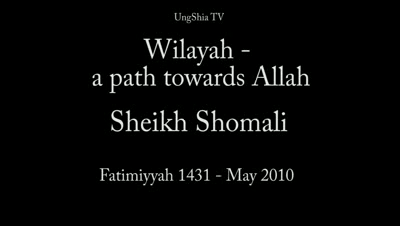 UngShia TV
Wilayah -
a path towards Allah
Sheikh Shomali
Fatimiyyah 1431 - May 2010